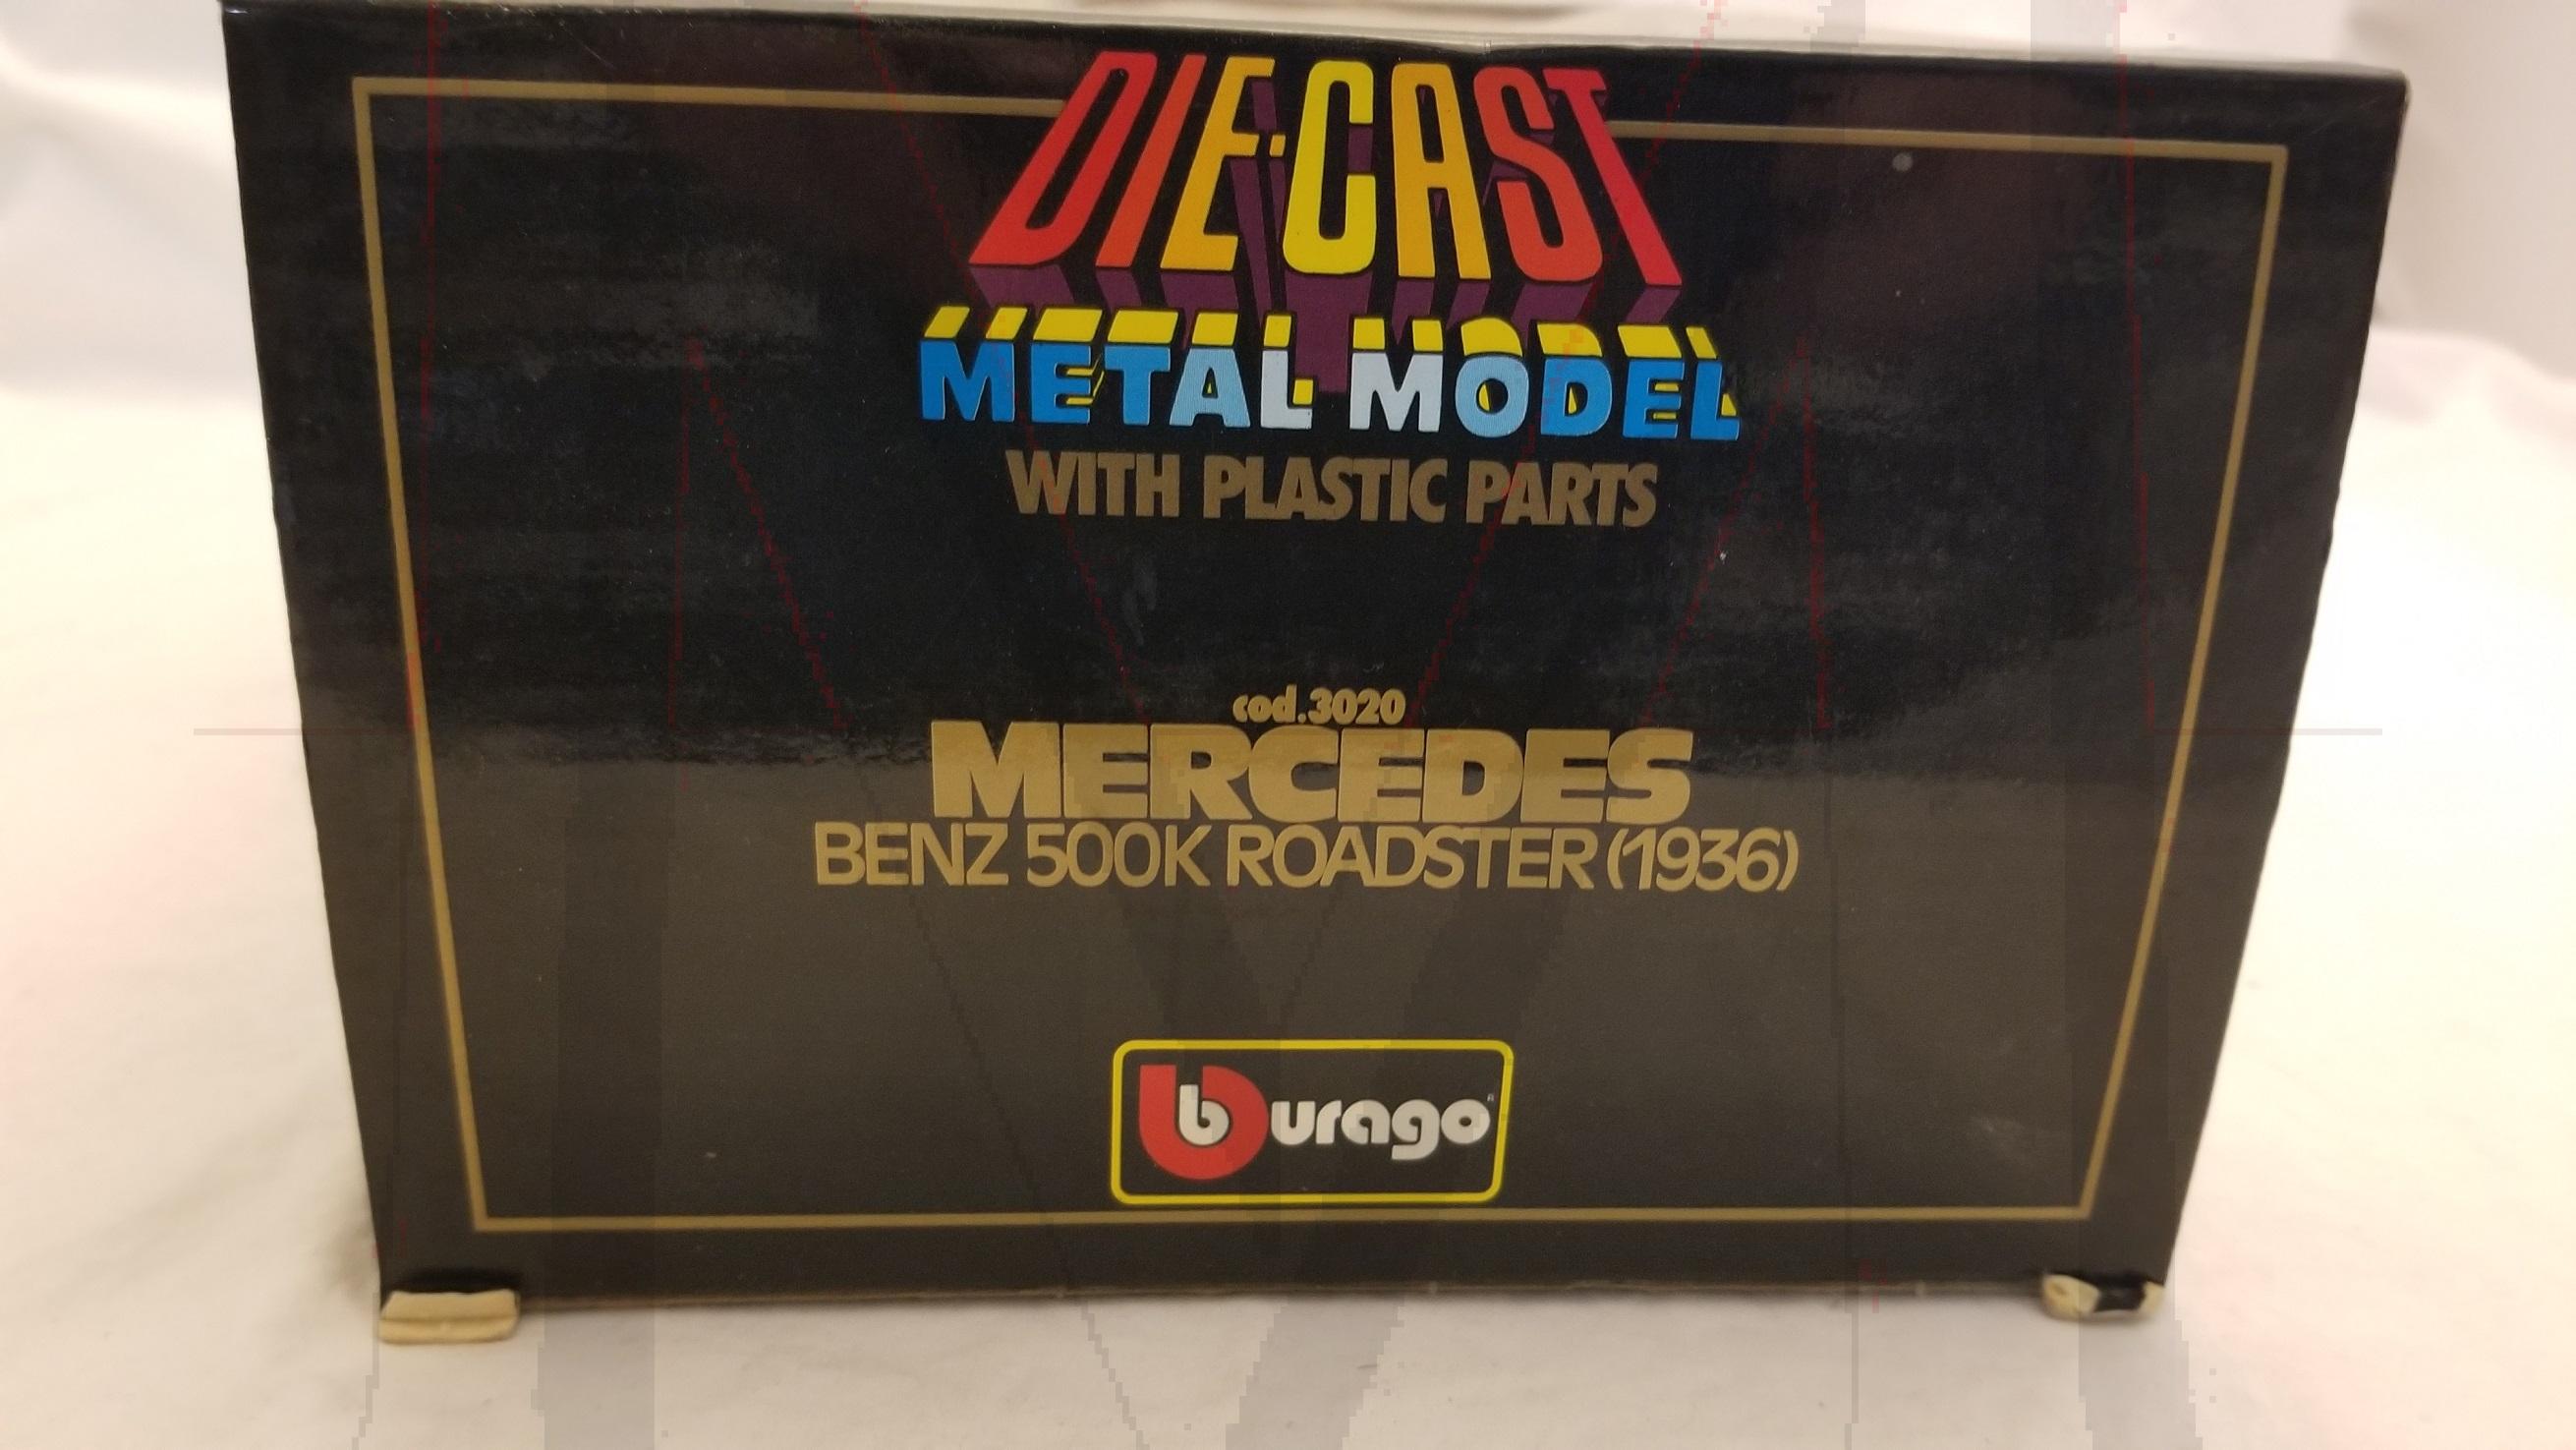 DIE-CAST
METAL MODEL
WITH PLASTIC PARTS
cod.3020
MERCEDES
BENZ 500K ROADSTER (1936)
burago